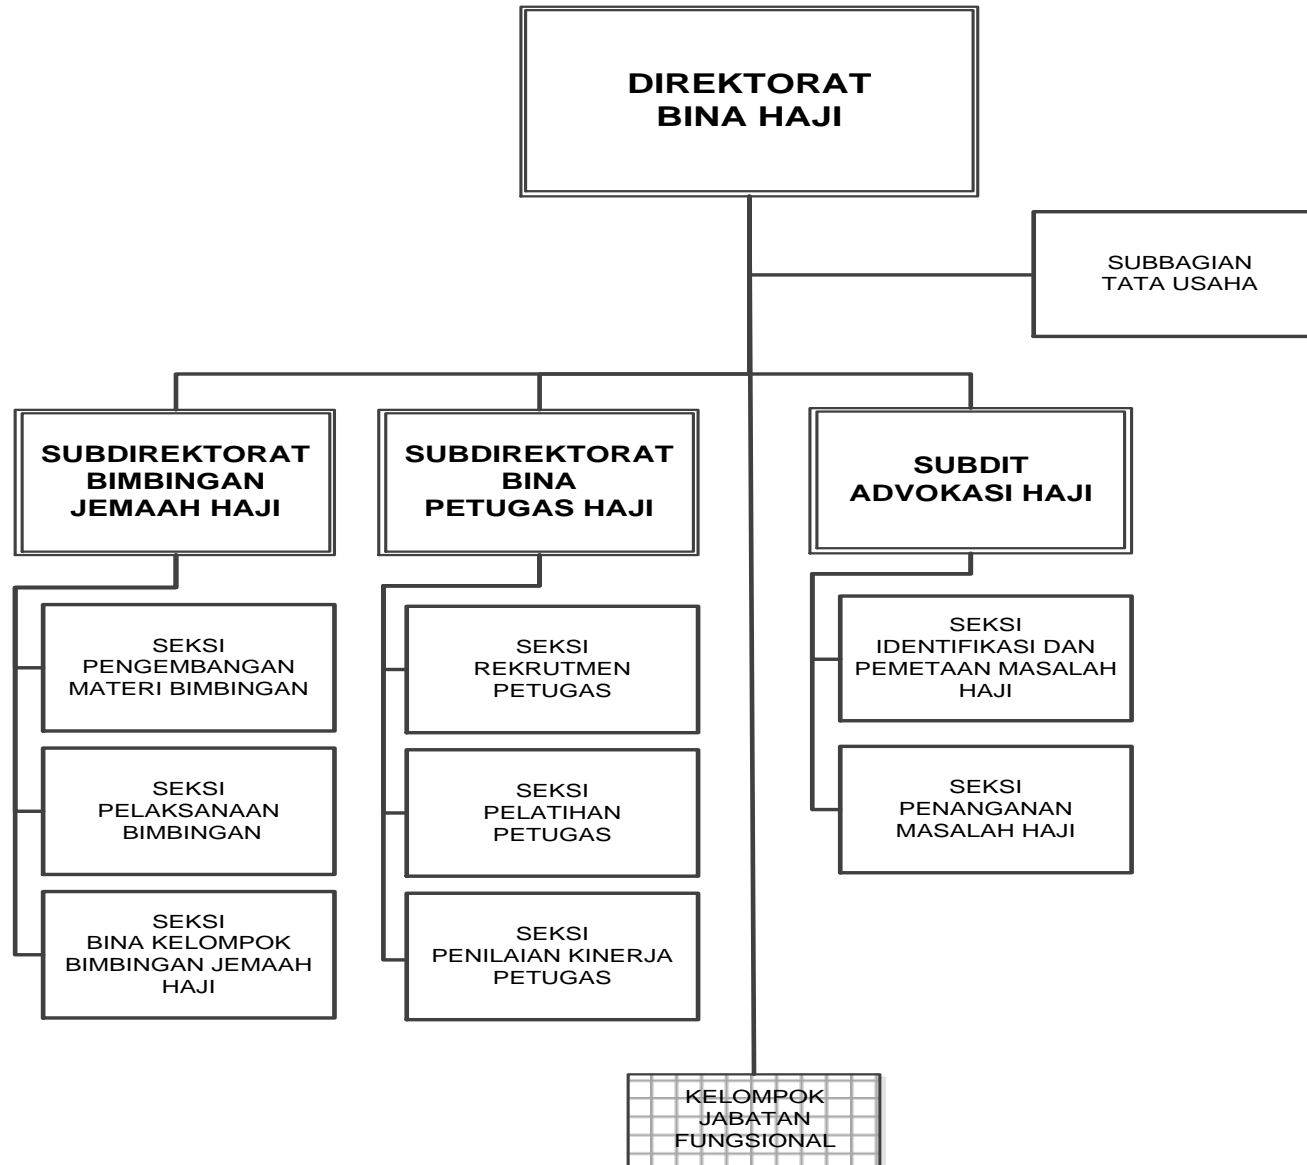 DIREKTORAT
BINA HAJI
SUBBAGIAN
TATA USAHA
SUBDIREKTORAT
BIMBINGAN
JEMAAH HAJI
SUBDIREKTORAT
BINA
PETUGAS HAJI
SUBDIT
ADVOKASI HAJI
SEKSI
PENGEMBANGAN
MATERI BIMBINGAN
SEKSI
PELAKSANAAN
BIMBINGAN
SEKSI
BINA KELOMPOK
BIMBINGAN JEMAAH
HAJI
SEKSI
REKRUTMEN
PETUGAS
SEKSI
PELATIHAN
PETUGAS
SEKSI
PENILAIAN KINERJA
PETUGAS
SEKSI
IDENTIFIKASI DAN
PEMETAAN MASALAH
HAJI
SEKSI
PENANGANAN
MASALAH HAJI
KELOMPOK
JABATAN
FUNGSIONAL